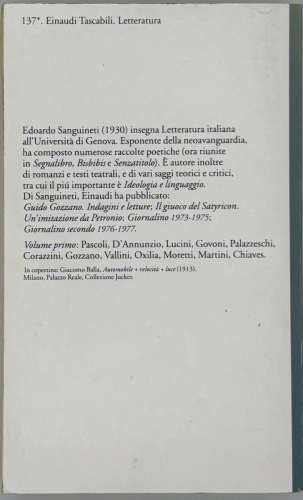 137*. Einaudi Tascabili. Letteratura
Edoardo Sanguineti (1930) insegna Letteratura italiana
all'Università di Genova. Esponente della neoavanguardia,
ha composto numerose raccolte poetiche (ora riunite
in Segnalibro, Bisbidis e Senzatitolo). È autore inoltre
di romanzi e testi teatrali, e di vari saggi teorici e critici,
tra cui il piú importante è Ideologia e linguaggio.
Di Sanguineti, Einaudi ha pubblicato:
Guido Gozzano. Indagini e letture; Il giuoco del Satyricon.
Un'imitazione da Petronio; Giornalino 1973-1975;
Giornalino secondo 1976-1977.
Volume primo: Pascoli, D'Annunzio, Lucini, Govoni, Palazzeschi,
Corazzini, Gozzano, Vallini, Oxilia, Moretti, Martini, Chiaves.
In copertina: Giacomo Balla, Automobile + velocità + luce (1913).
Milano, Palazzo Reale, Collezione Jucker.